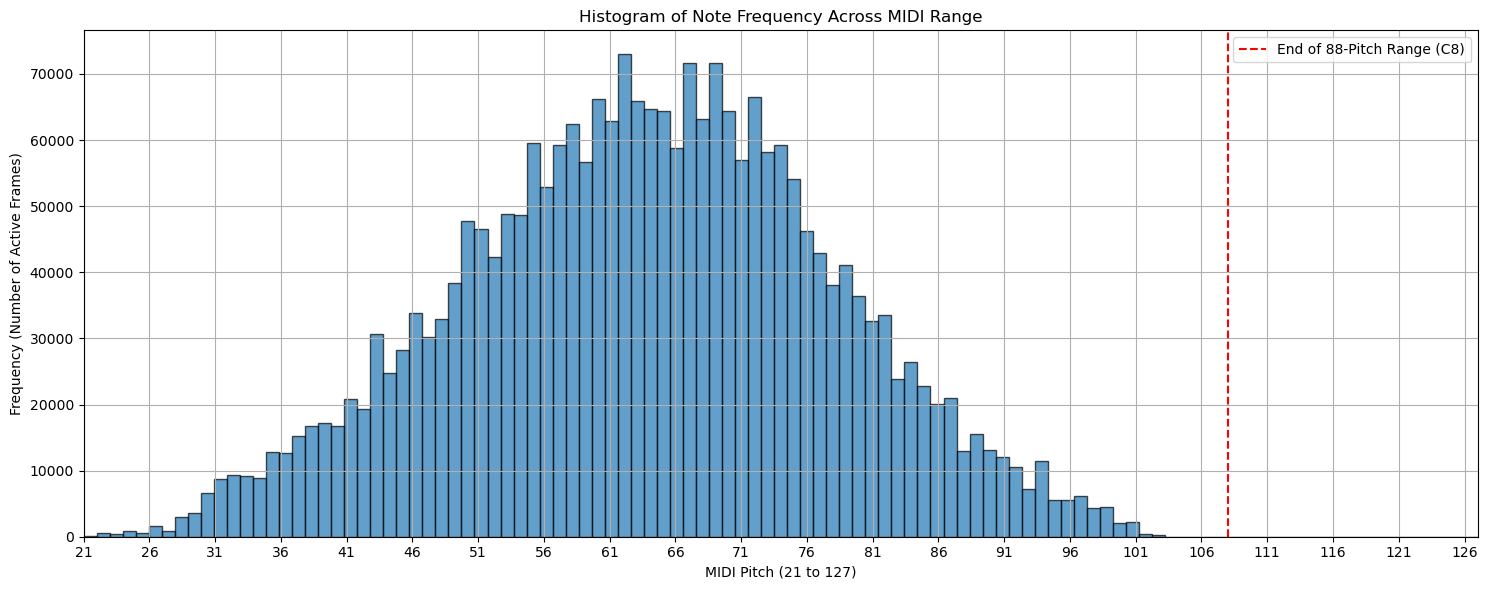 Histogram of Note Frequency Across MIDI Range
End of 88-Pitch Range (C8)
Frequency (Number of Active Frames)
70000
60000
50000
40000
30000
20000
10000
0
21 26 31 36 41 46 51 56 61 66 71 76 81 86 91 96 101 106 111 116 121 126
MIDI Pitch (21 to 127)